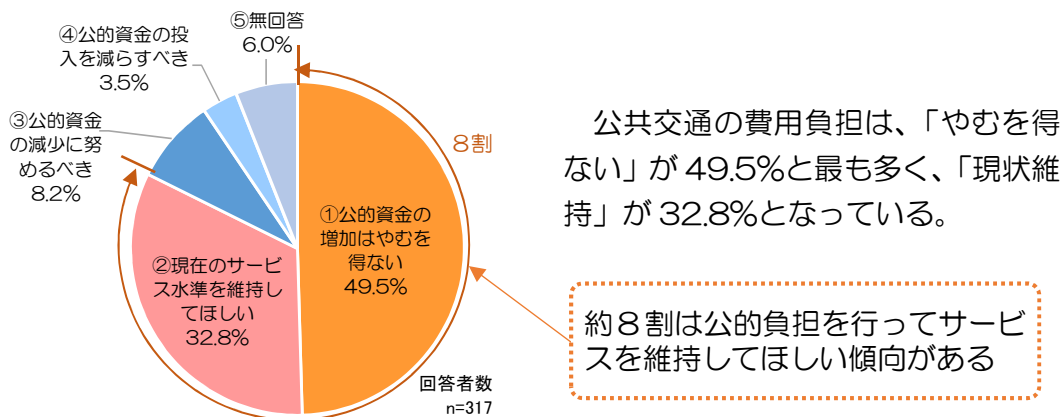 ⑤無回答
6.0%
④公的資金の投
入を減らすべき
3.5%
③公的資金
の減少に努
めるべき
8.2%
8割
①公的資金の
増加はやむを
得ない
49.5%
②現在のサービ
ス水準を維持し
てほしい
32.8%
回答者数
n=317
公共交通の費用負担は、「やむを得
ない」が 49.5%と最も多く、「現状維
持」が 32.8%となっている。
約8割は公的負担を行ってサービ
スを維持してほしい傾向がある